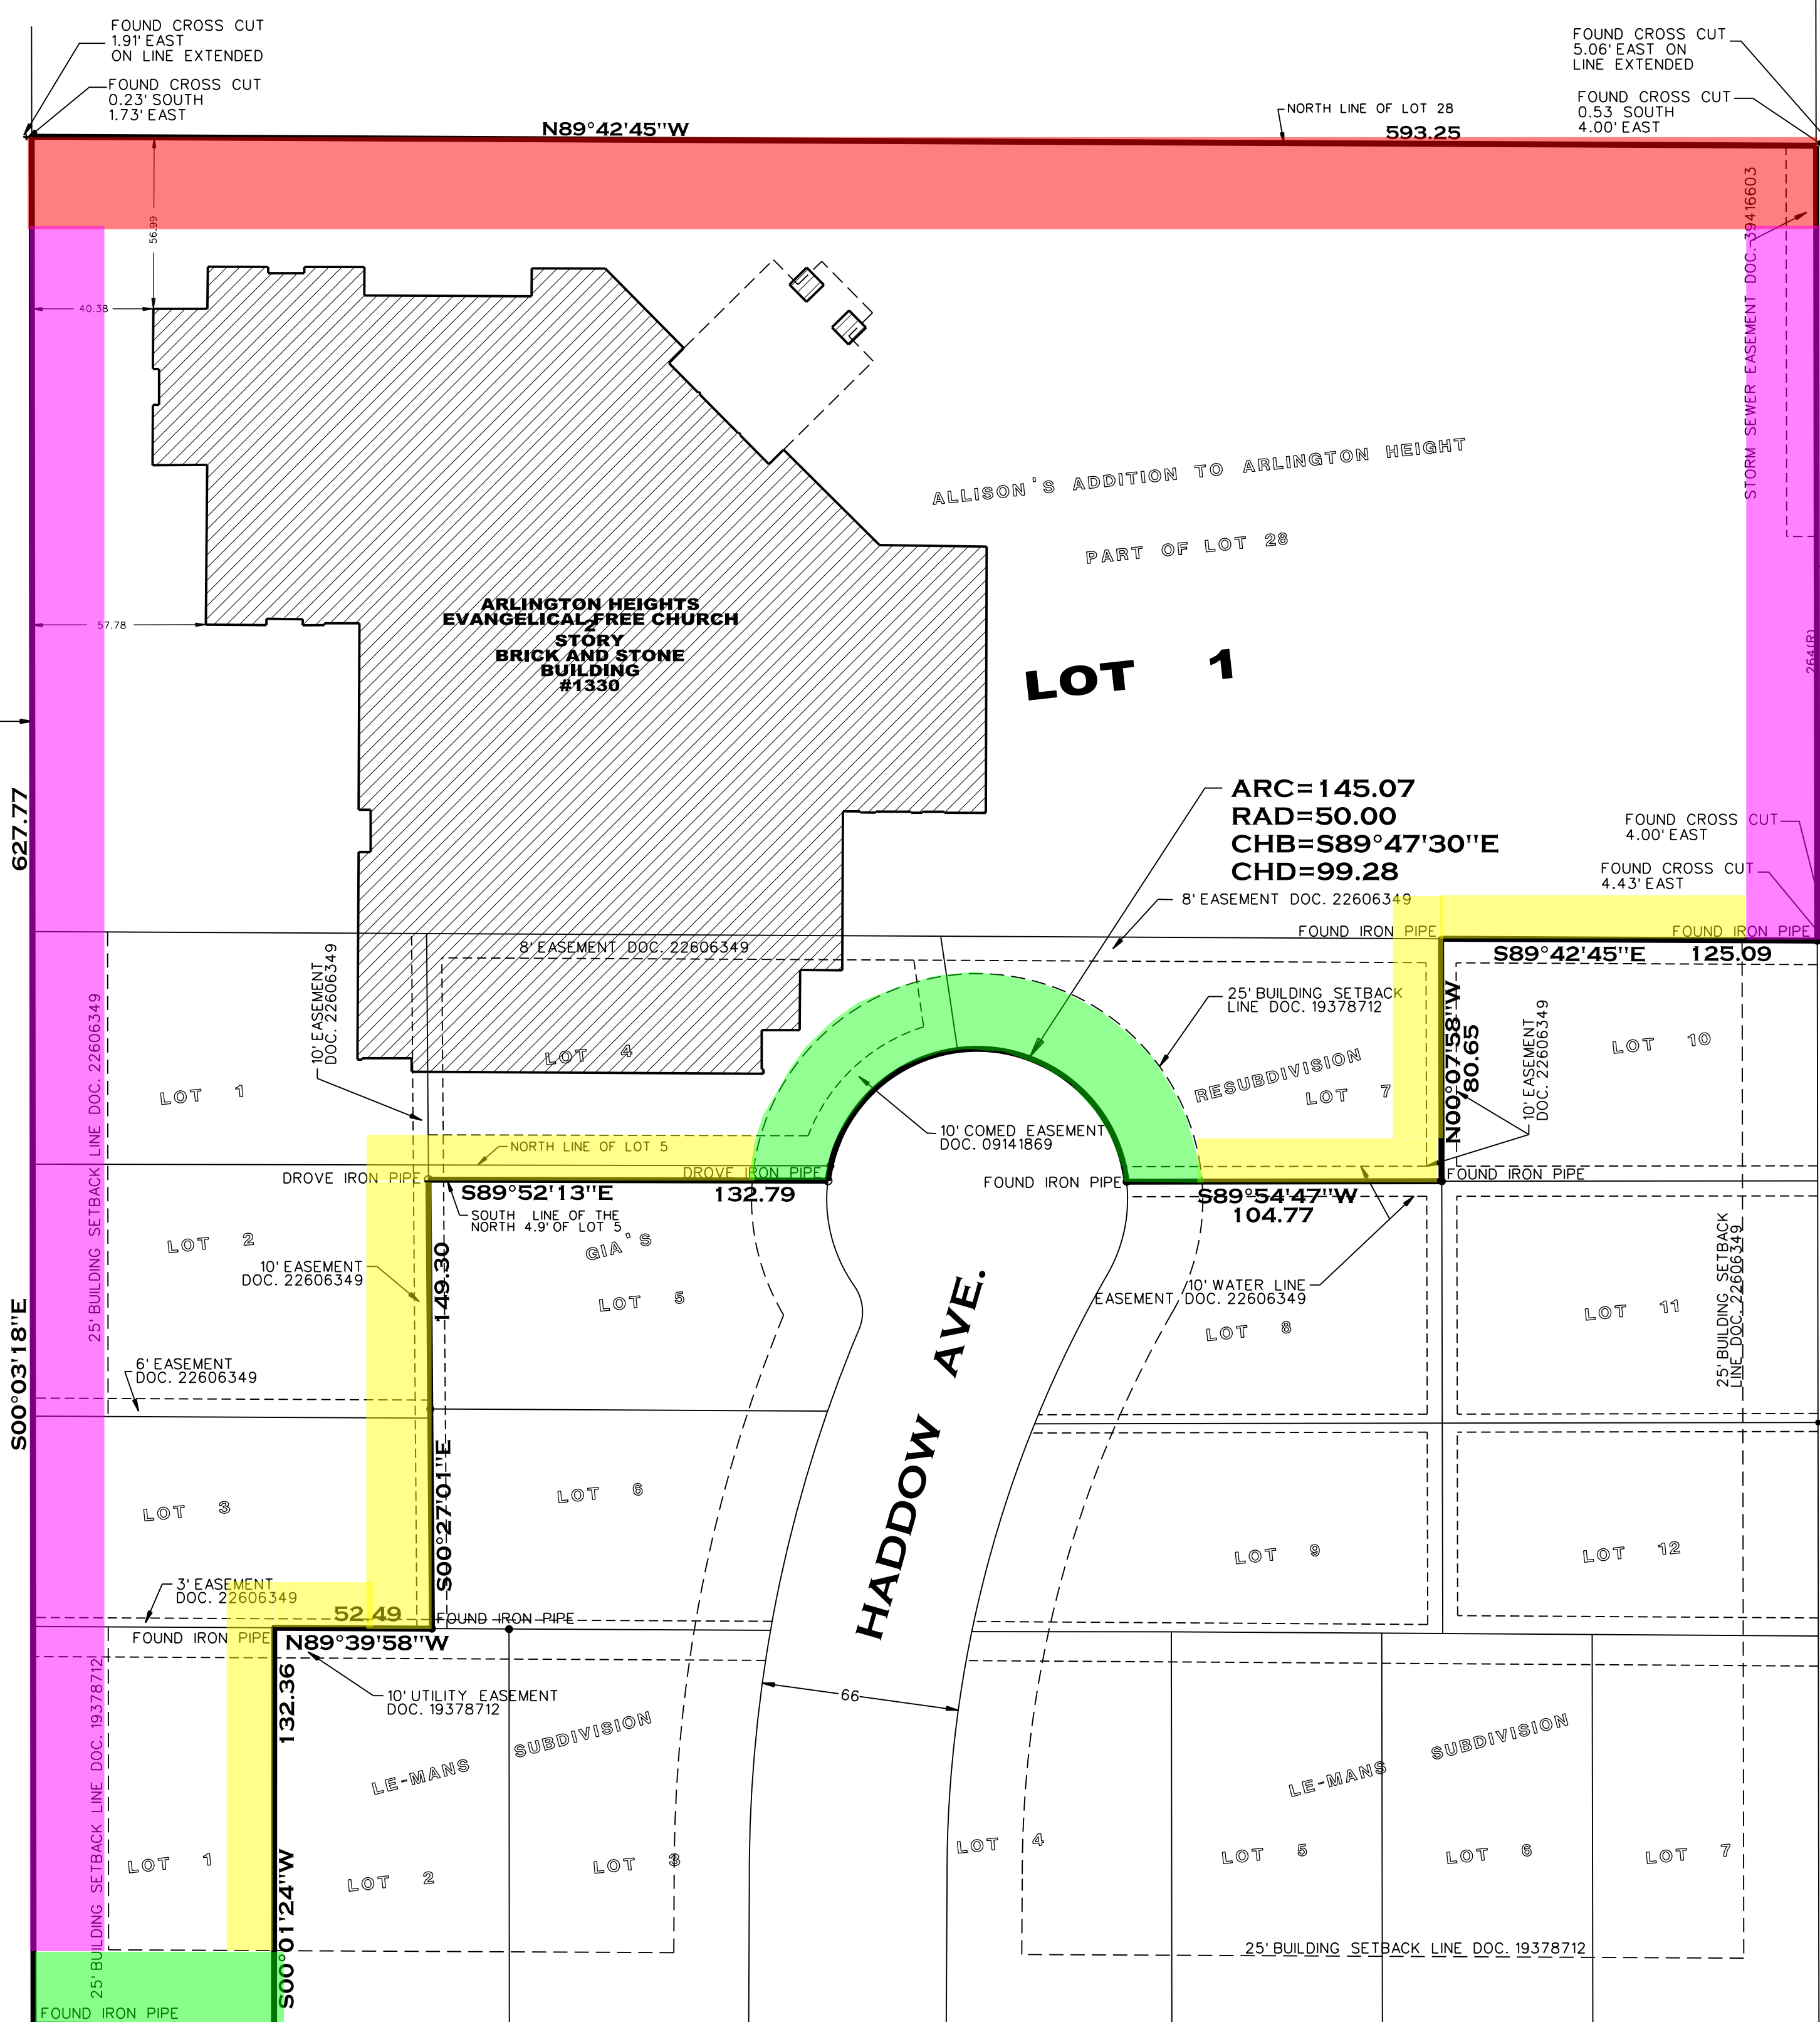 FOUND CROSS CUT
1.91' EAST
ON LINE EXTENDED
FOUND CROSS CUT
0.23' SOUTH
1.73' EAST
FOUND CROSS CUT
5.06' EAST ON
LINE EXTENDED
FOUND CROSS CUT
0.53 SOUTH
4.00' EAST
N89°42'45"W
NORTH LINE OF LOT 28
593.25
56.99
40.38
57.78
STORM SEWER EASEMENT DOC. 39416603
ALLISON'S ADDITION TO ARLINGTON HEIGHT
PART OF LOT 28
ARLINGTON HEIGHTS
EVANGELICAL FREE CHURCH
2
STORY
BRICK AND STONE
BUILDING
#1330
LOT 1
264(R)
627.77
S00°03'18"E
ARC=145.07
RAD=50.00
CHB=S89°47'30"E
CHD=99.28
8' EASEMENT DOC. 22606349
FOUND CROSS CUT
4.00' EAST
FOUND CROSS CUT
4.43' EAST
FOUND IRON PIPE
FOUND IRON PIPE
S89°42'45"E 125.09
8' EASEMENT DOC. 22606349
10' EASEMENT
DOC. 22606349
25' BUILDING SETBACK LINE DOC. 22606349
25' BUILDING SETBACK
LINE DOC. 19378712
N00°07'58"W
80.65
10' EASEMENT
DOC. 22606349
LOT 10
LOT 4
LOT 1
RESUBDIVISION
LOT 7
10' COMED EASEMENT
DOC. 09141869
NORTH LINE OF LOT 5
DROVE IRON PIPE
DROVE IRON PIPE
S89°52'13"E 132.79
FOUND IRON PIPE
FOUND IRON PIPE
S89°54'47"W
104.77
SOUTH LINE OF THE
NORTH 4.9' OF LOT 5
LOT 2
GIA'S
LOT 5
10' EASEMENT
DOC. 22606349
149.30
S00°27'01"E
10' WATER LINE
EASEMENT DOC. 22606349
LOT 8
LOT 11
25' BUILDING SETBACK
LINE DOC. 22606349
HADDOW AVE.
6' EASEMENT
DOC. 22606349
LOT 3
LOT 6
LOT 9
LOT 12
3' EASEMENT
DOC. 22606349
52.49
FOUND IRON PIPE
FOUND IRON PIPE
N89°39'58"W
132.36
S00°01'24"W
10' UTILITY EASEMENT
DOC. 19378712
66
LE-MANS SUBDIVISION
LE-MANS SUBDIVISION
25' BUILDING SETBACK LINE DOC. 19378712
LOT 1
LOT 2
LOT 3
LOT 4
LOT 5
LOT 6
LOT 7
25' BUILDING SETBACK LINE DOC. 19378712
FOUND IRON PIPE